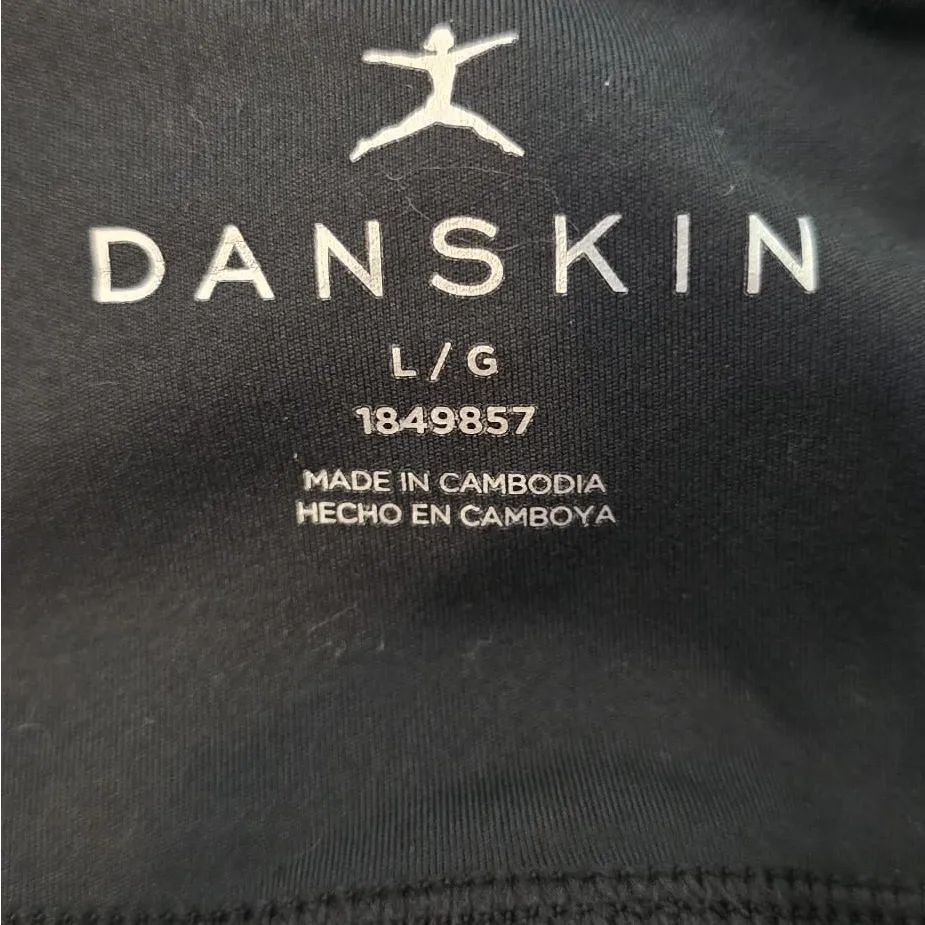 DANSKIN
L / G
1849857
MADE IN CAMBODIA
HECHO EN CAMBOYA